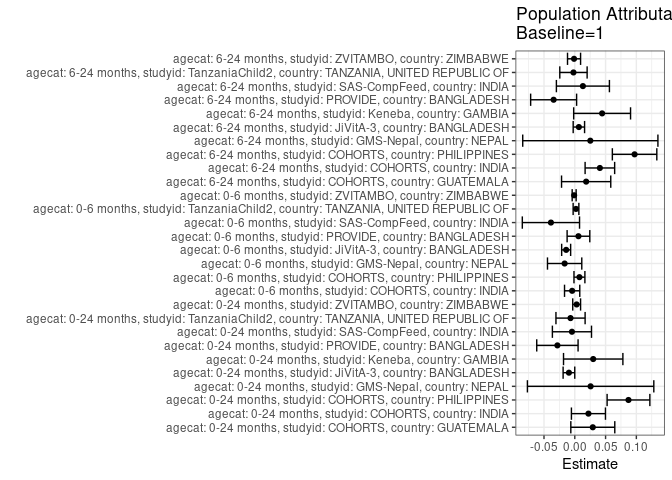 Population Attributa
Baseline=1
agecat: 6-24 months, studyid: ZVITAMBO, country: ZIMBABWE
agecat: 6-24 months, studyid: TanzaniaChild2, country: TANZANIA, UNITED REPUBLIC OF
agecat: 6-24 months, studyid: SAS-CompFeed, country: INDIA
agecat: 6-24 months, studyid: PROVIDE, country: BANGLADESH
agecat: 6-24 months, studyid: Keneba, country: GAMBIA
agecat: 6-24 months, studyid: JiVitA-3, country: BANGLADESH
agecat: 6-24 months, studyid: GMS-Nepal, country: NEPAL
agecat: 6-24 months, studyid: COHORTS, country: PHILIPPINES
agecat: 6-24 months, studyid: COHORTS, country: INDIA
agecat: 6-24 months, studyid: COHORTS, country: GUATEMALA
agecat: 0-6 months, studyid: ZVITAMBO, country: ZIMBABWE
agecat: 0-6 months, studyid: TanzaniaChild2, country: TANZANIA, UNITED REPUBLIC OF
agecat: 0-6 months, studyid: SAS-CompFeed, country: INDIA
agecat: 0-6 months, studyid: PROVIDE, country: BANGLADESH
agecat: 0-6 months, studyid: JiVitA-3, country: BANGLADESH
agecat: 0-6 months, studyid: GMS-Nepal, country: NEPAL
agecat: 0-6 months, studyid: COHORTS, country: PHILIPPINES
agecat: 0-6 months, studyid: COHORTS, country: INDIA
agecat: 0-24 months, studyid: ZVITAMBO, country: ZIMBABWE
agecat: 0-24 months, studyid: TanzaniaChild2, country: TANZANIA, UNITED REPUBLIC OF
agecat: 0-24 months, studyid: SAS-CompFeed, country: INDIA
agecat: 0-24 months, studyid: PROVIDE, country: BANGLADESH
agecat: 0-24 months, studyid: Keneba, country: GAMBIA
agecat: 0-24 months, studyid: JiVitA-3, country: BANGLADESH
agecat: 0-24 months, studyid: GMS-Nepal, country: NEPAL
agecat: 0-24 months, studyid: COHORTS, country: PHILIPPINES
agecat: 0-24 months, studyid: COHORTS, country: INDIA
agecat: 0-24 months, studyid: COHORTS, country: GUATEMALA
-0.05 0.00 0.05 0.10
Estimate